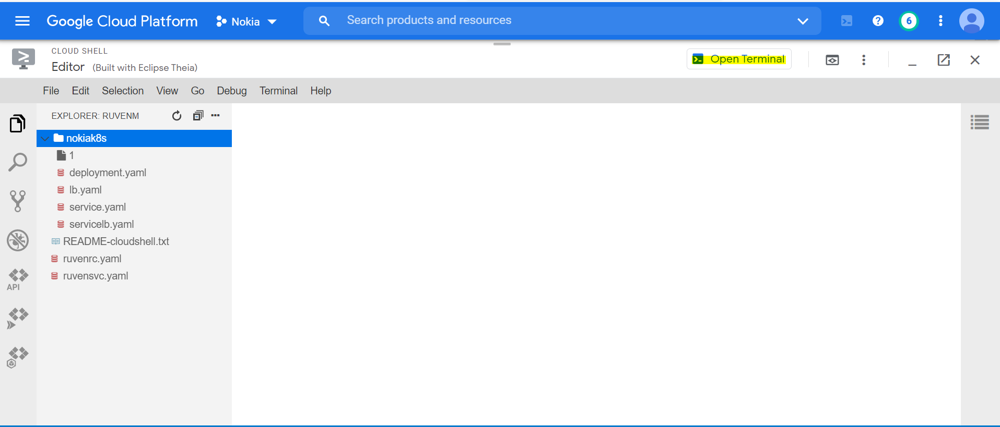 Google Cloud Platform Nokia Search products and resources 6
CLOUD SHELL
Editor (Built with Eclipse Theia) Open Terminal
File Edit Selection View Go Debug Terminal Help
EXPLORER: RUVENM
nokiak8s
1
deployment.yaml
lb.yaml
service.yaml
servicelb.yaml
README-cloudshell.txt
ruvenrc.yaml
ruvensvc.yaml
API